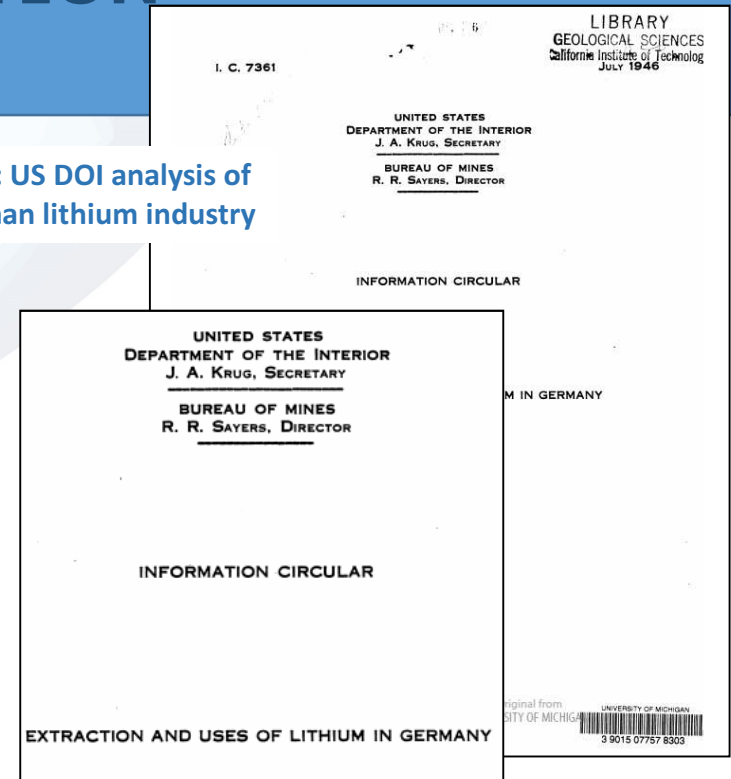 I. C. 7361
LIBRARY
GEOLOGICAL SCIENCES
California Institute of Technolog
JULY 1946
UNITED STATES
DEPARTMENT OF THE INTERIOR
J. A. KRUG, SECRETARY
BUREAU OF MINES
R. R. SAYERS, DIRECTOR
: US DOI analysis of
an lithium industry
INFORMATION CIRCULAR
M IN GERMANY
UNITED STATES
DEPARTMENT OF THE INTERIOR
J. A. KRUG, SECRETARY
BUREAU OF MINES
R. R. SAYERS, DIRECTOR
INFORMATION CIRCULAR
EXTRACTION AND USES OF LITHIUM IN GERMANY
riginal from
SITY OF MICHIGA
UNIVERSITY OF MICHIGAN
3 9015 07757 8303